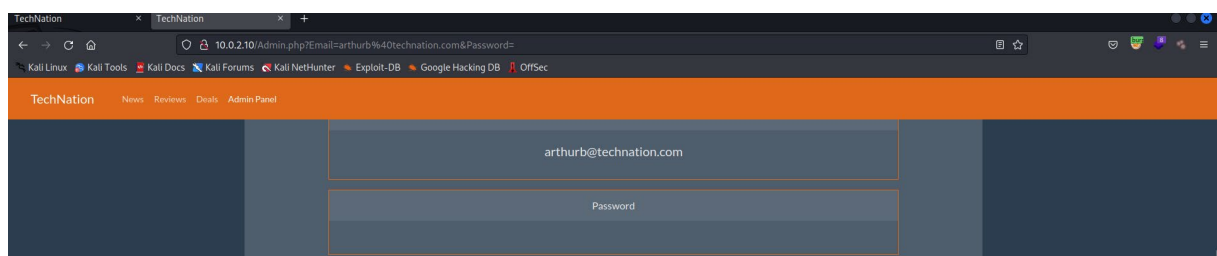 TechNation TechNation
10.0.2.10/Admin.php?Email=arthurb%40technation.com&Password=
Kali Linux Kali Tools Kali Docs Kali Forums Kali NetHunter Exploit-DB Google Hacking DB OffSec
TechNation News Reviews Deals Admin Panel
arthurb@technation.com
Password